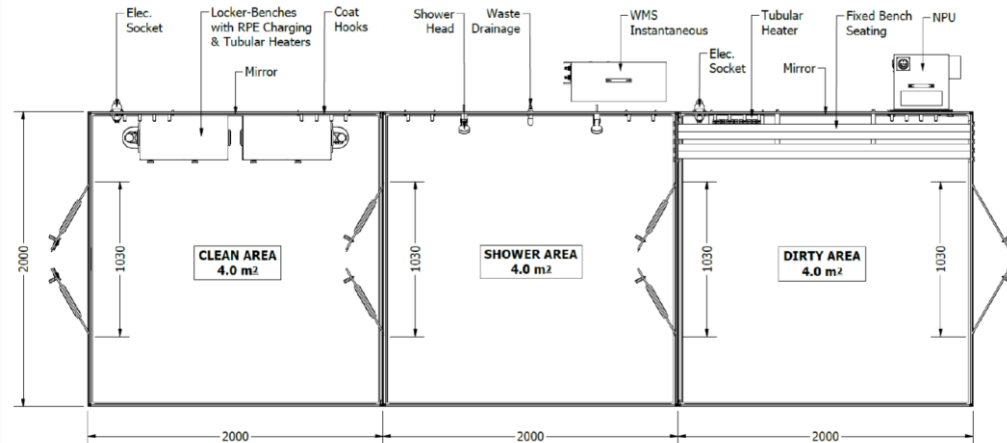 Elec.
Socket
Locker-Benches
with RPE Charging
& Tubular Heaters
Coat
Hooks
Shower
Head
Waste
Drainage
WMS
Instantaneous
Tubular
Heater
Fixed Bench
Seating
NPU
Mirror
Elec.
Socket
Mirror
2000
1030
CLEAN AREA
4.0 m2
1030
SHOWER AREA
4.0 m2
1030
DIRTY AREA
4.0 m2
1030
2000
2000
2000